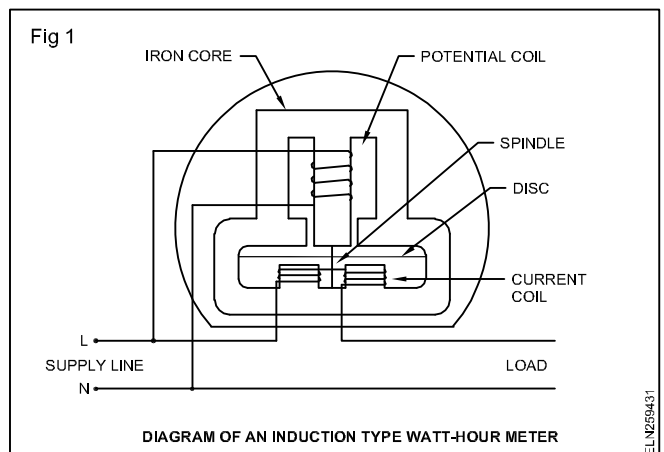 Fig 1
IRON CORE
POTENTIAL COIL
SPINDLE
DISC
CURRENT
COIL
L
SUPPLY LINE
LOAD
N
DIAGRAM OF AN INDUCTION TYPE WATT-HOUR METER
ELN259431